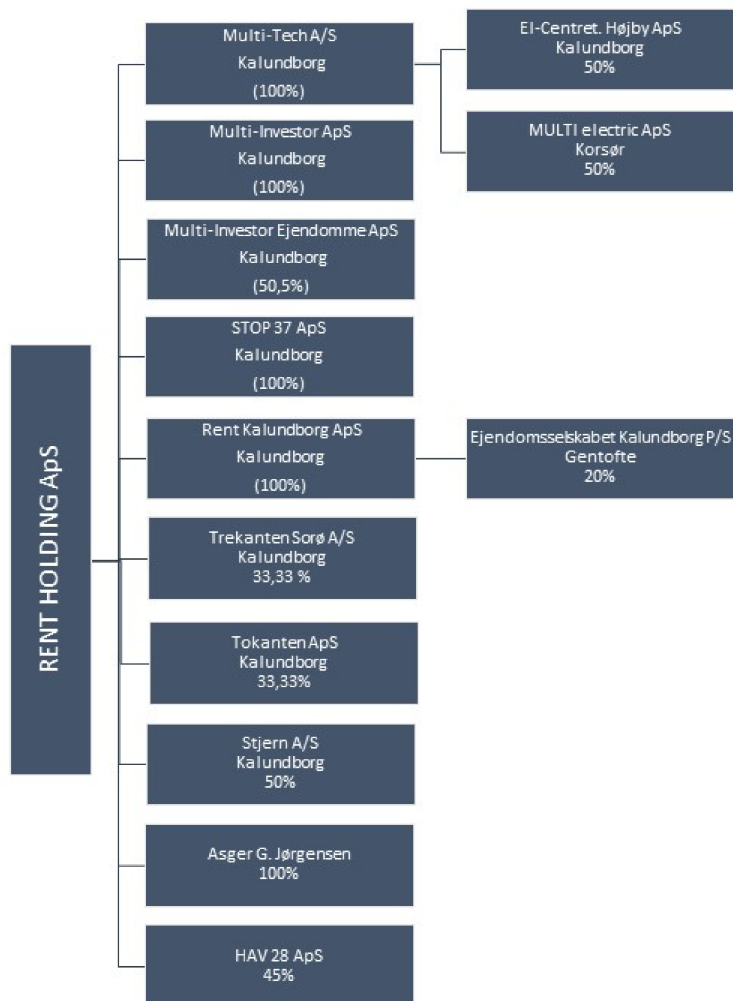 RENT HOLDING ApS
Multi-Tech A/S
Kalundborg
(100%)
El-Centret. Højby ApS
Kalundborg
50%
MULTI electric ApS
Korsør
50%
Multi-Investor ApS
Kalundborg
(100%)
Multi-Investor Ejendomme ApS
Kalundborg
(50,5%)
STOP 37 ApS
Kalundborg
(100%)
Rent Kalundborg ApS
Kalundborg
(100%)
Ejendomsselskabet Kalundborg P/S
Gentofte
20%
Trekanten Sorø A/S
Kalundborg
33,33 %
Tokanten ApS
Kalundborg
33,33%
Stjern A/S
Kalundborg
50%
Asger G. Jørgensen
100%
HAV 28 ApS
45%